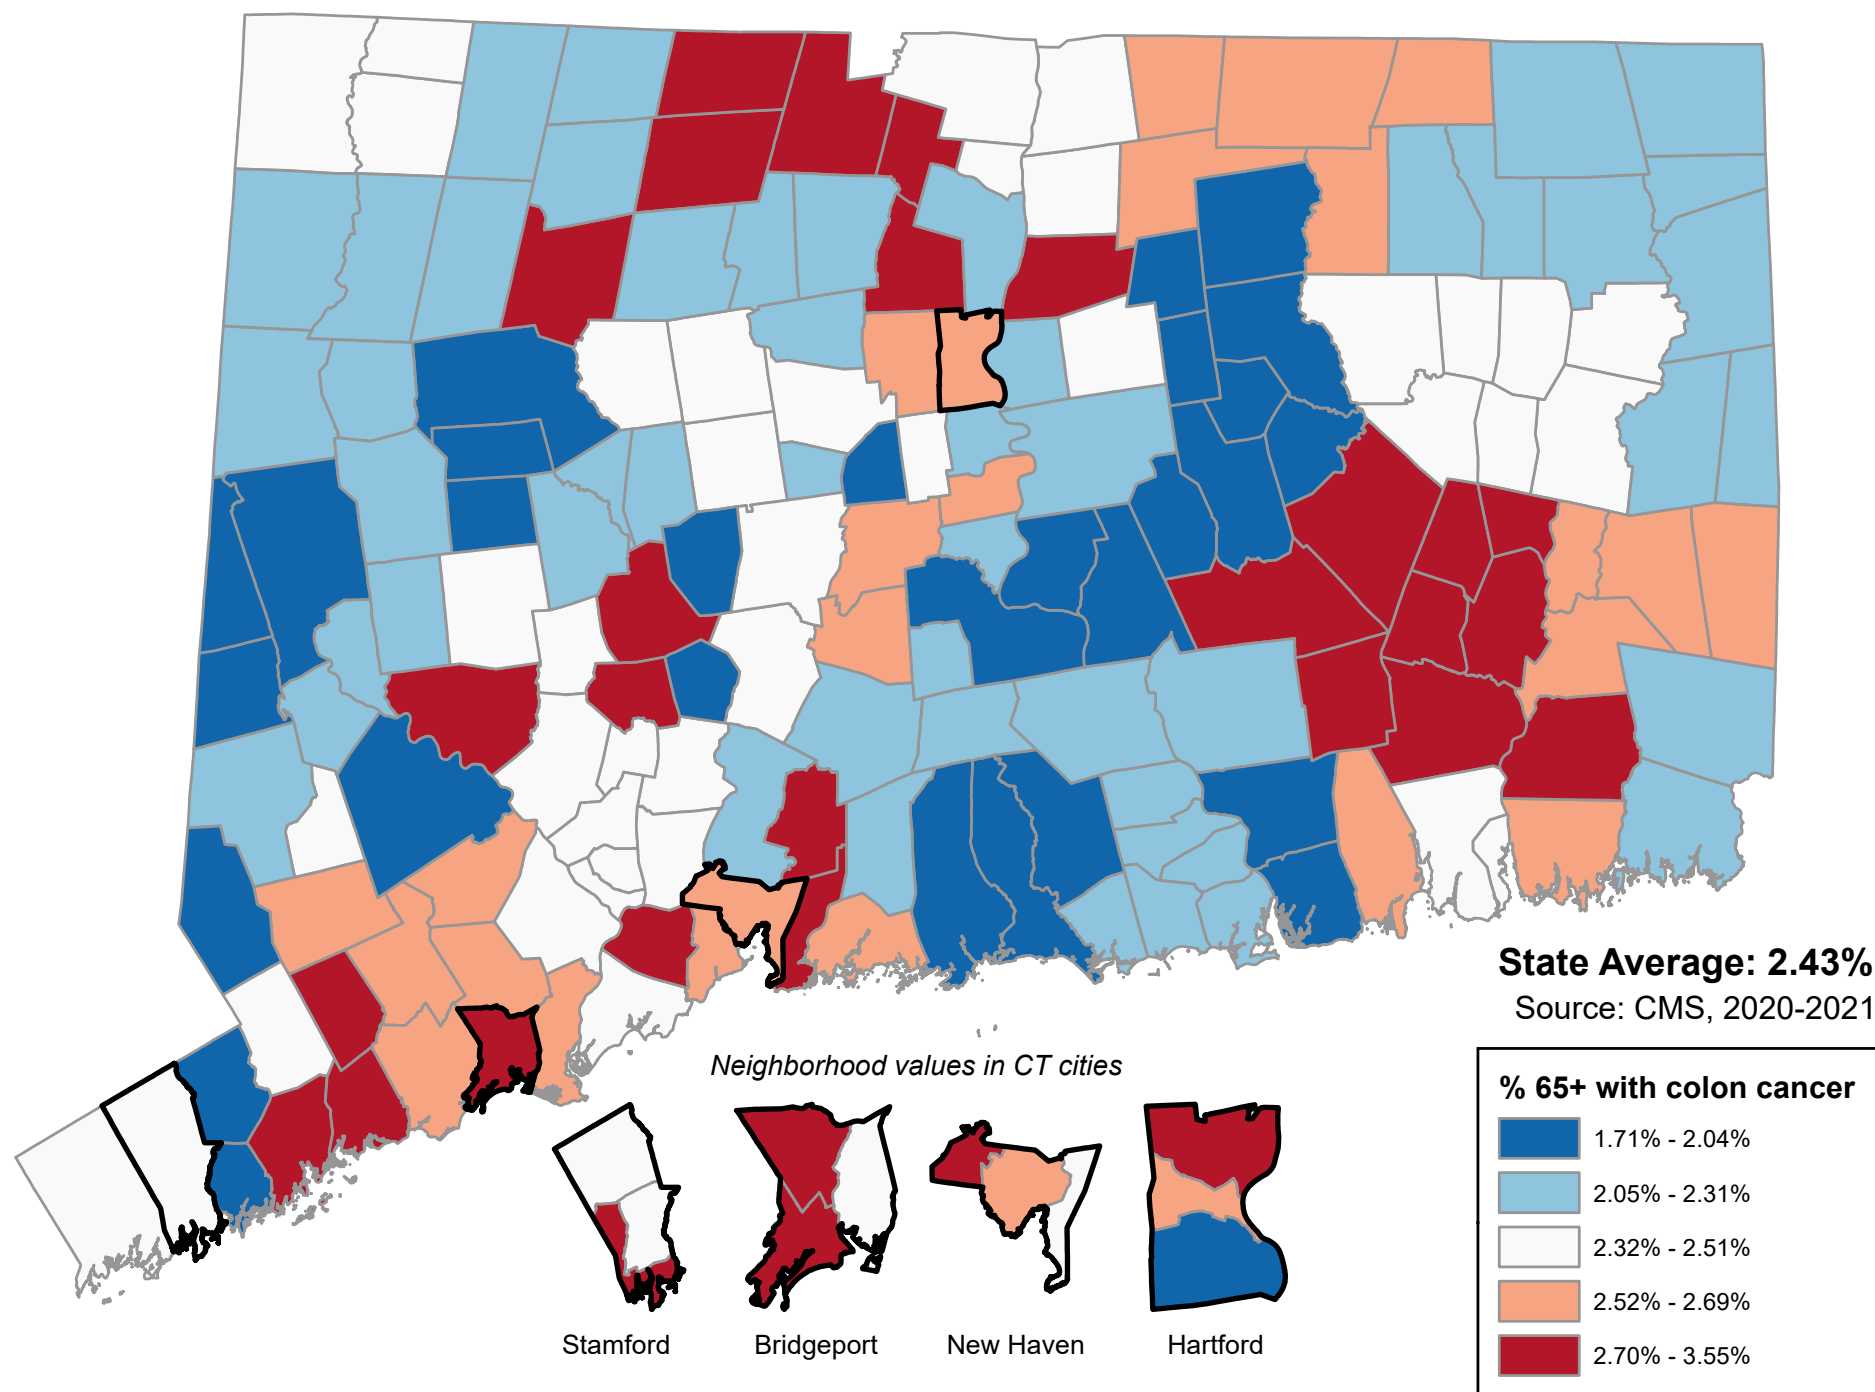 State Average: 2.43%
Source: CMS, 2020-2021
Neighborhood values in CT cities
% 65+ with colon cancer
1.71% - 2.04%
2.05% - 2.31%
2.32% - 2.51%
2.52% - 2.69%
2.70% - 3.55%
Stamford
Bridgeport
New Haven
Hartford